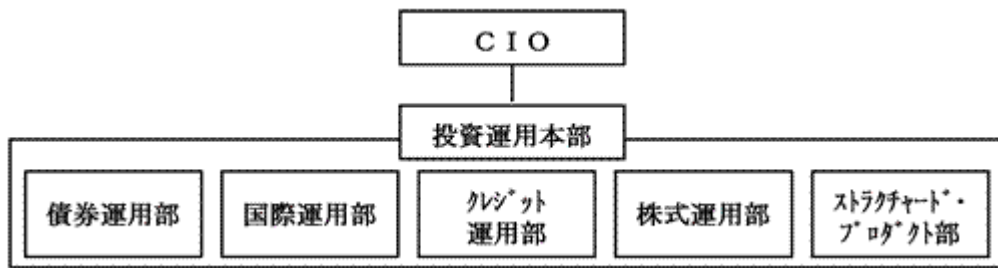 ＣＩＯ
投資運用本部
債券運用部
国際運用部
ｸﾚｼﾞｯﾄ
運用部
株式運用部
ｽﾄﾗｸﾁｬｰﾄﾞ・
ﾌﾟﾛﾀﾞｸﾄ部